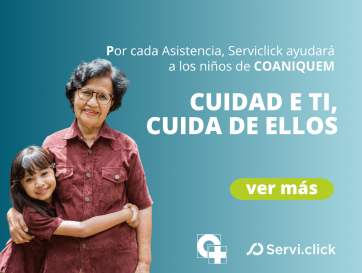 Por cada Asistencia, Serviclick ayudará
a los niños de COANIQUEM
CUIDAD E TI,
CUIDA DE ELLOS
ver más
Servi.click